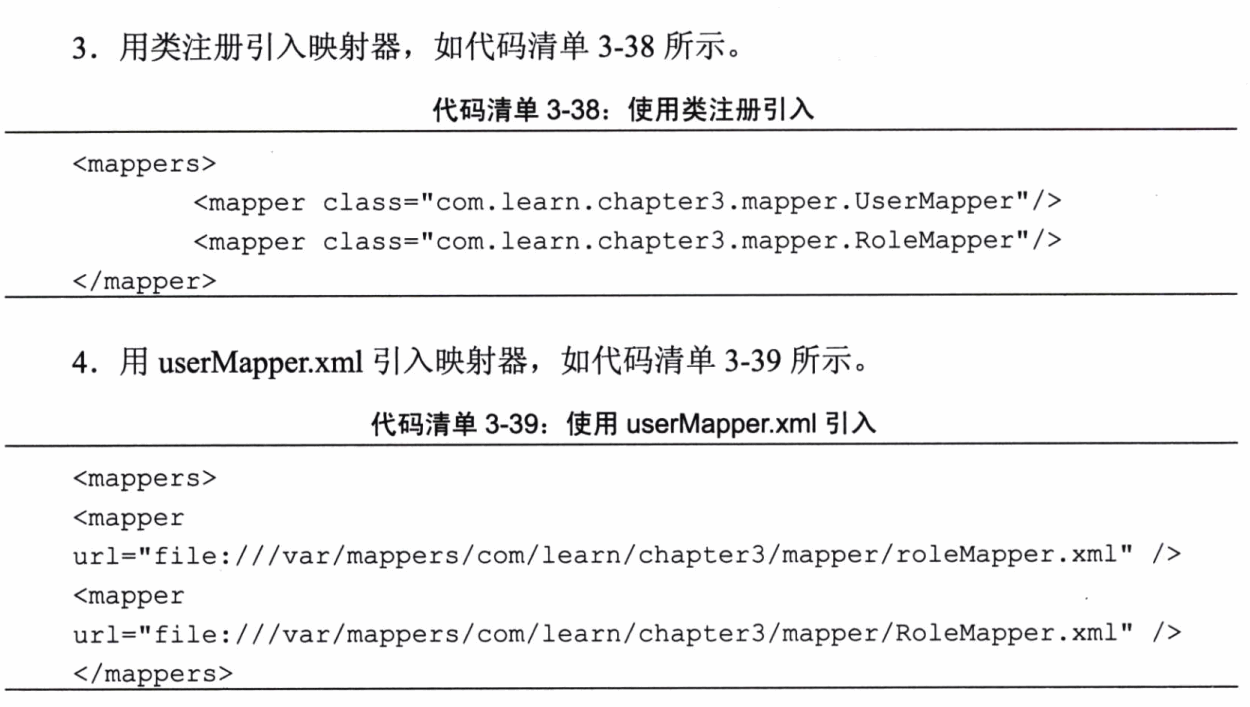 3．用类注册引入映射器，如代码清单 3-38 所示。
代码清单 3-38：使用类注册引入
<mappers>
<mapper class="com.learn.chapter3.mapper.UserMapper"/>
<mapper class="com.learn.chapter3.mapper.RoleMapper"/>
</mapper>
4．用 userMapper.xml 引入映射器，如代码清单 3-39 所示。
代码清单 3-39：使用 userMapper.xml 引入
<mappers>
<mapper
url="file:///var/mappers/com/learn/chapter3/mapper/roleMapper.xml" />
<mapper
url="file:///var/mappers/com/learn/chapter3/mapper/RoleMapper.xml" />
</mappers>